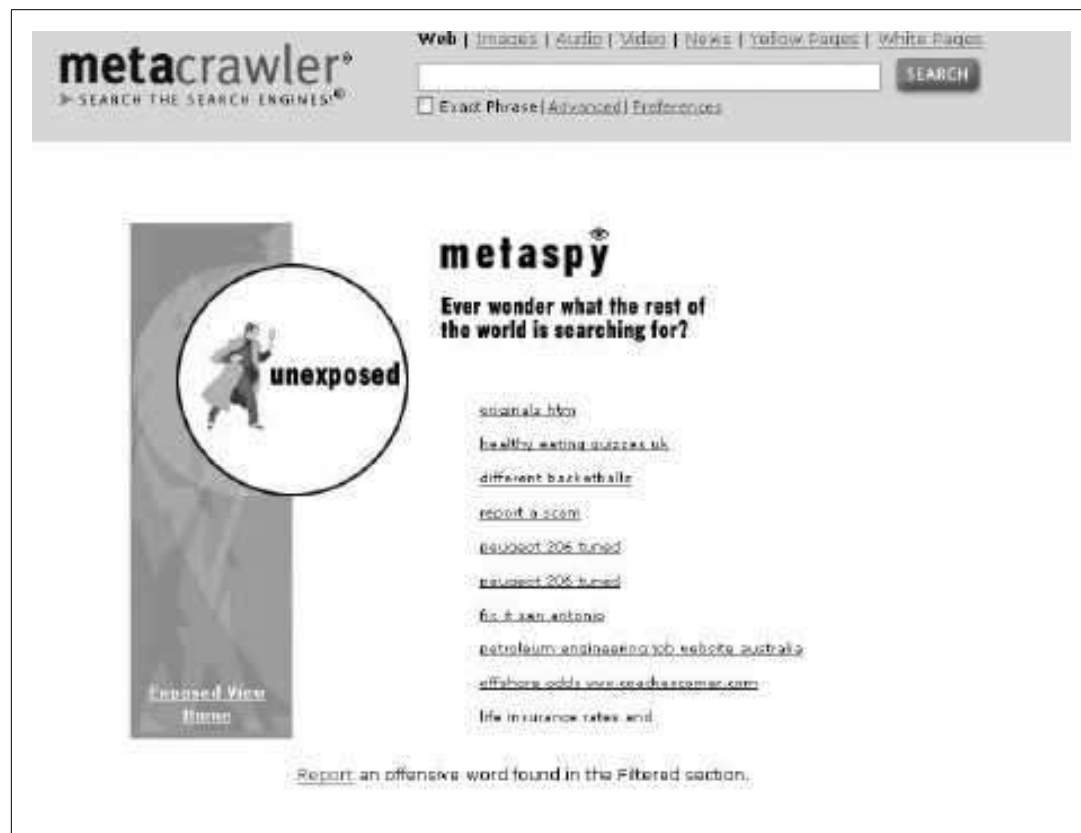 metacrawler®
SEARCH THE SEARCH ENGINES!®
Web | Images | Audio | Video | News | Yellow Pages | White Pages
SEARCH
Exact Phrase | Advanced | Preferences
metaspy
Ever wonder what the rest of
the world is searching for?
unexposed
htm
healthy eating quizzes uk
different basketballs
report a scam
peugeot 206 tuned
peugeot 206 tuned
san antonio
petroleum engineering job website australia
offshore odds
life insurance rates and
Exposed View
Home
Report an offensive word found in the Filtered section.